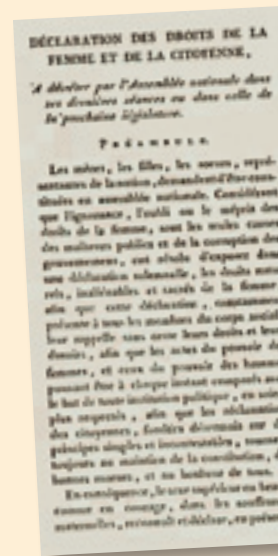 DÉCLARATION DES DROITS DE LA
FEMME ET DE LA CITOYENNE,
A décréter par l'Assemblée nationale dans
ses dernières séances ou dans celle de
la prochaine législature.
PRÉAMBULE.
Les mères, les filles, les sœurs, repré-
sentantes de la nation, demandent d'être cons-
tituées en assemblée nationale. Considérant
que l'ignorance, l'oubli ou le mépris des
droits de la femme, sont les seules causes
des malheurs publics et de la corruption des
gouvernemens, ont résolu d'exposer dans
une déclaration solemnelle, les droits natu-
rels, inaliénables et sacrés de la femme
afin que cette déclaration, constamment
présente à tous les membres du corps social
leur rappelle sans cesse leurs droits et leurs
devoirs, afin que les actes du pouvoir des
femmes, et ceux du pouvoir des hommes
pouvant être à chaque instant comparés avec
le but de toute institution politique, en soient
plus respectés, afin que les réclamations
des citoyennes, fondées désormais sur des
principes simples et incontestables, tournent
toujours au maintien de la constitution, des
bonnes mœurs, et au bonheur de tous.
En conséquence, le sexe supérieur en beauté
comme en courage, dans les souffrances
maternelles, reconnaît et déclare, en présence